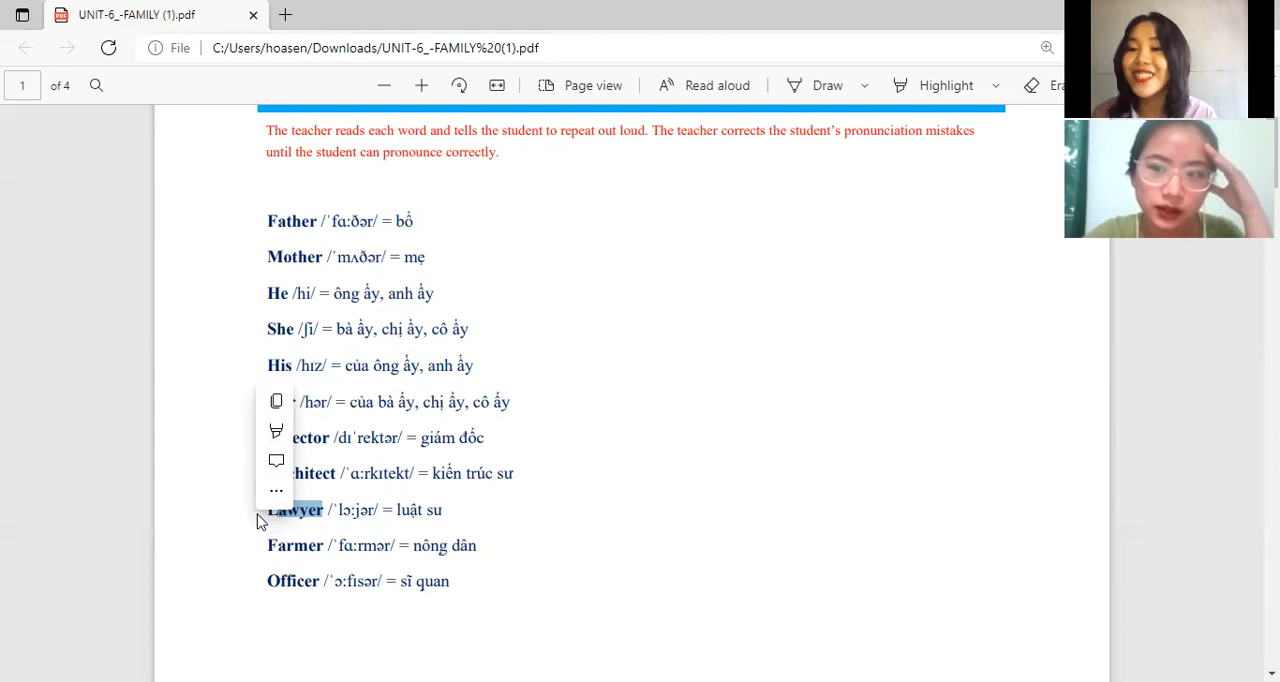 UNIT-6_-FAMILY (1).pdf
File C:/Users/hoasen/Downloads/UNIT-6_-FAMILY%20(1).pdf
1 of 4 Page view Read aloud Draw Highlight
The teacher reads each word and tells the student to repeat out loud. The teacher corrects the student's pronunciation mistakes
until the student can pronounce correctly.
Father /ˈfɑːðər/ = bố
Mother /ˈmʌðər/ = mẹ
He /hi/ = ông ấy, anh ấy
She /ʃi/ = bà ấy, chị ấy, cô ấy
His /hɪz/ = của ông ấy, anh ấy
/hər/ = của bà ấy, chị ấy, cô ấy
ector /dɪˈrektər/ = giám đốc
hitect /ˈɑːrkɪtekt/ = kiến trúc sư
Lawyer /ˈlɔːjər/ = luật sư
Farmer /ˈfɑːrmər/ = nông dân
Officer /ˈɔːfɪsər/ = sĩ quan